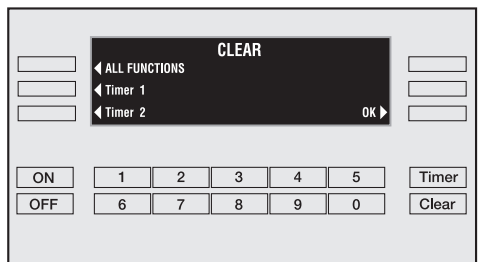 CLEAR
ALL FUNCTIONS
Timer 1
Timer 2 OK
ON 1 2 3 4 5 Timer
OFF 6 7 8 9 0 Clear